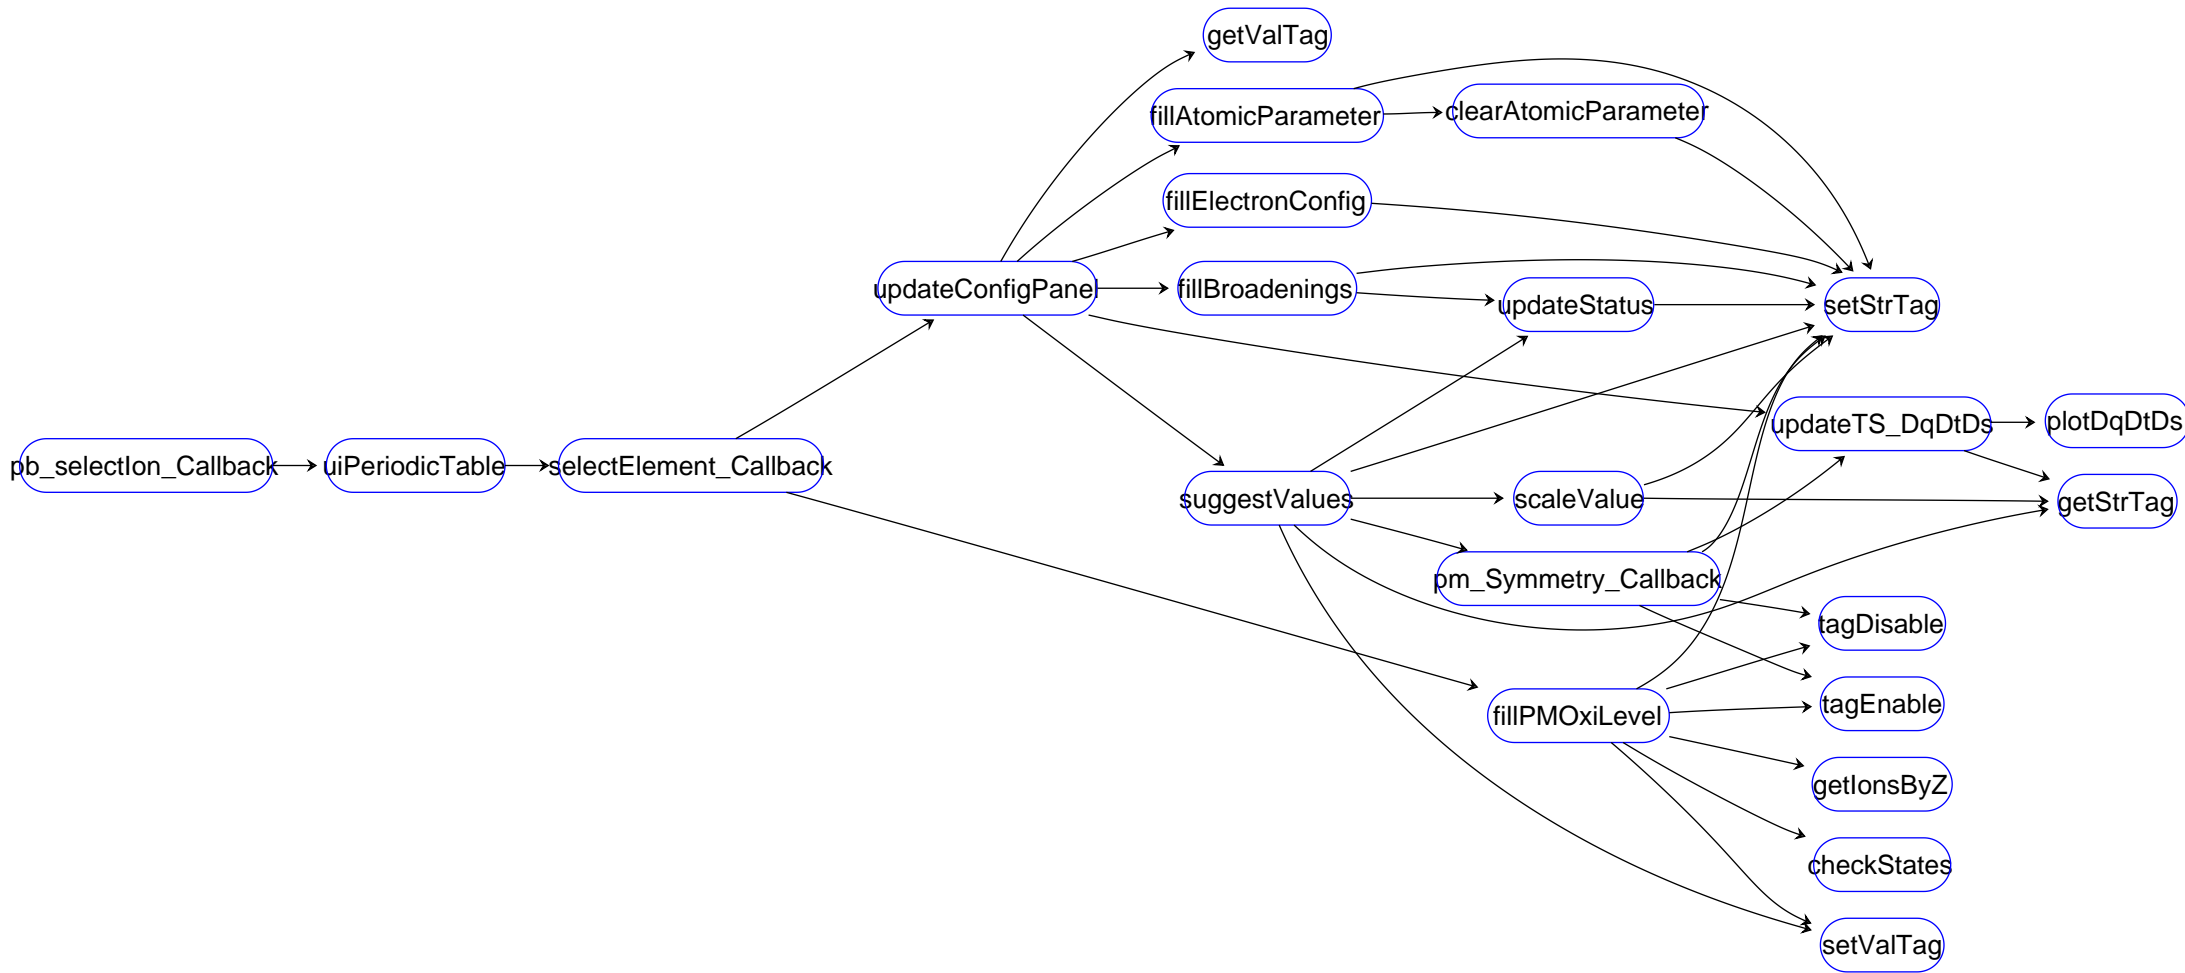 getValTag
fillAtomicParameter
clearAtomicParameter
fillElectronConfig
updateConfigPanel
fillBroadenings
updateStatus
setStrTag
pb_selectIon_Callback
uiPeriodicTable
selectElement_Callback
updateTS_DqDtDs
plotDqDtDs
suggestValues
scaleValue
getStrTag
pm_Symmetry_Callback
tagDisable
fillPMOxiLevel
tagEnable
getIonsByZ
checkStates
setValTag